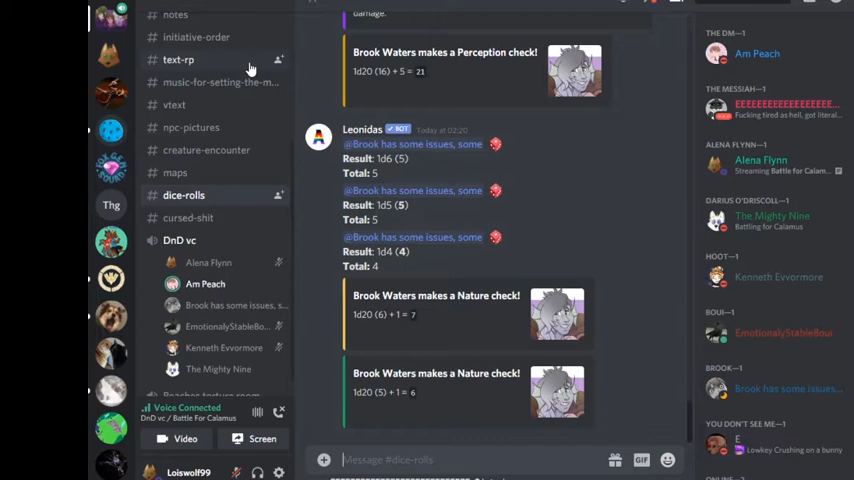 notes
initiative-order
text-rp
music-for-setting-the-m...
vtext
npc-pictures
creature-encounter
maps
dice-rolls
cursed-shit
DnD vc
Alena Flynn
Am Peach
Brook has some issues, s...
EmotionalyStableBo...
Kenneth Evvormore
The Mighty Nine
Thg
Voice Connected
DnD vc / Battle For Calamus
Video
Screen
Loiswolf99
damage.
Brook Waters makes a Perception check!
1d20 (16) + 5 = 21
Leonidas BOT Today at 02:20
@Brook has some issues, some
Result: 1d6 (5)
Total: 5
@Brook has some issues, some
Result: 1d5 (5)
Total: 5
@Brook has some issues, some
Result: 1d4 (4)
Total: 4
Brook Waters makes a Nature check!
1d20 (6) + 1 = 7
Brook Waters makes a Nature check!
1d20 (5) + 1 = 6
Message #dice-rolls
GIF
THE DM—1
Am Peach
THE MESSIAH—1
EEEEEEEEEEEEEEEEE...
Fucking tired as hell, got literal...
ALENA FLYNN—1
Alena Flynn
Streaming Battle for Calam...
DARIUS O'DRISCOLL—1
The Mighty Nine
Battling for Calamus
HOOT—1
Kenneth Evvormore
BOUI—1
EmotionalyStableBoui
BROOK—1
Brook has some issues...
YOU DON'T SEE ME—1
E
Lowkey Crushing on a bunny